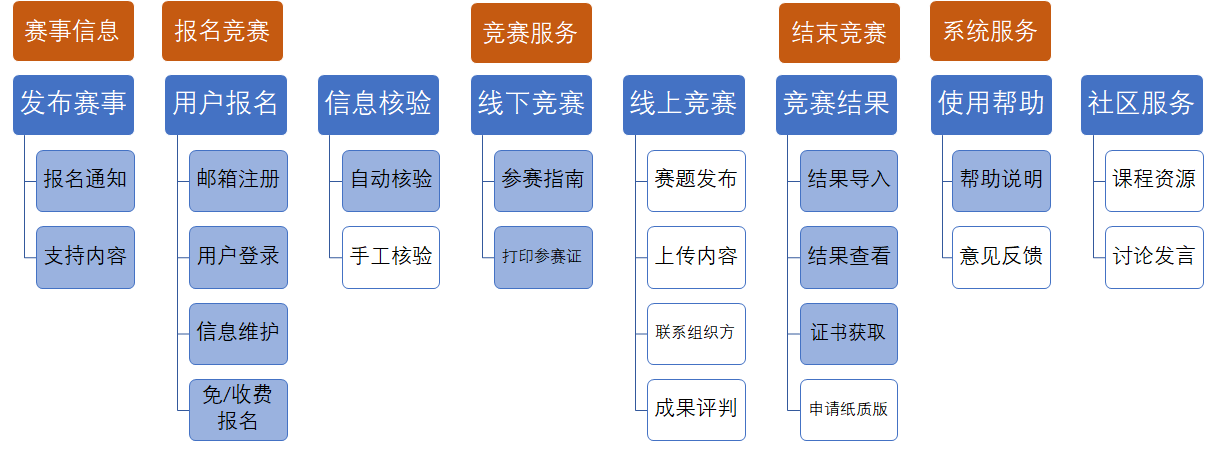 赛事信息
报名竞赛
竞赛服务
结束竞赛
系统服务
发布赛事
用户报名
信息核验
线下竞赛
线上竞赛
竞赛结果
使用帮助
社区服务
报名通知
邮箱注册
自动核验
参赛指南
赛题发布
结果导入
帮助说明
课程资源
支持内容
用户登录
手工核验
打印参赛证
上传内容
结果查看
意见反馈
讨论发言
信息维护
联系组织方
证书获取
免/收费
报名
成果评判
申请纸质版